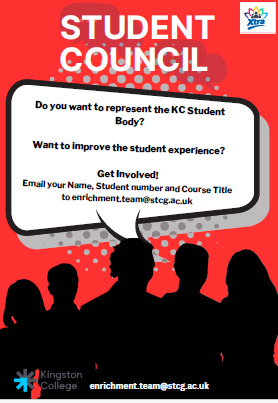 STUDENT
COUNCIL
Xtra
Do you want to represent the KC Student
Body?
Want to improve the student experience?
Get Involved!
Email your Name, Student number and Course Title
to enrichment.team@stcg.ac.uk
Kingston
College
enrichment.team@stcg.ac.uk